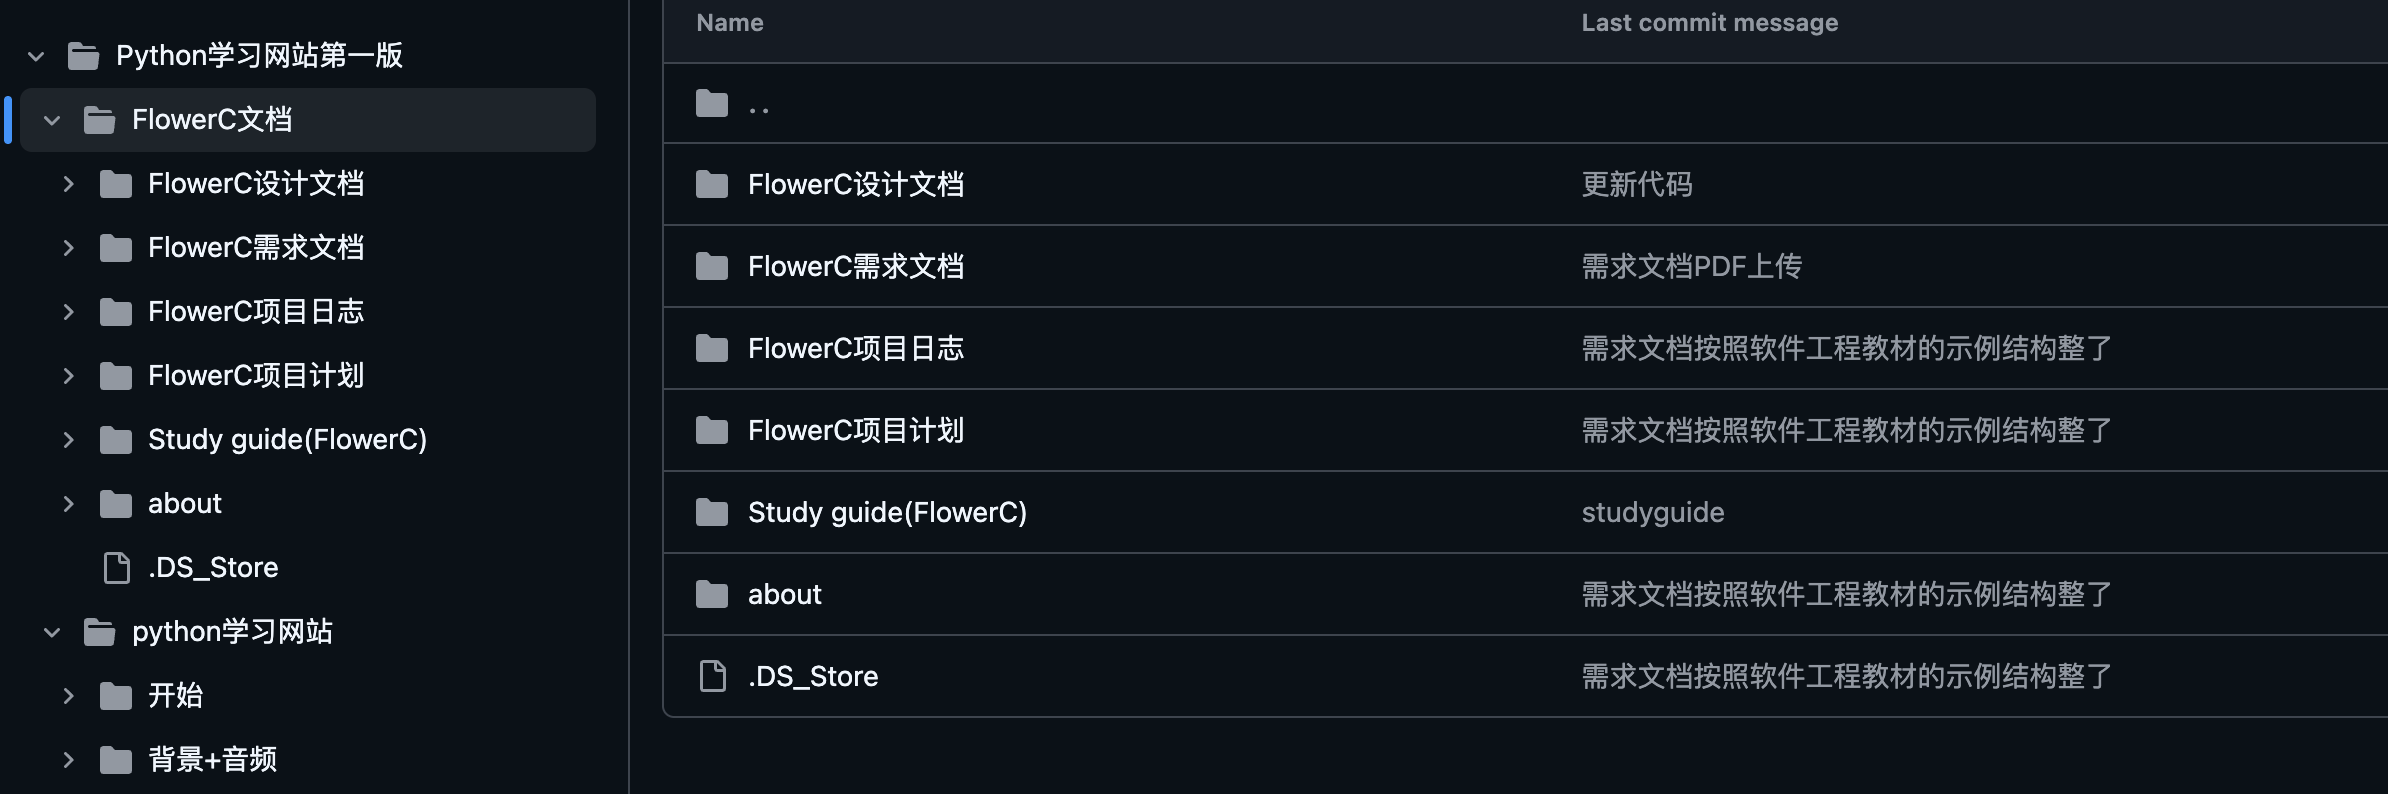 Python学习网站第一版
FlowerC文档
FlowerC设计文档
FlowerC需求文档
FlowerC项目日志
FlowerC项目计划
Study guide(FlowerC)
about
.DS_Store
python学习网站
开始
背景+音频
Name Last commit message
..
FlowerC设计文档 更新代码
FlowerC需求文档 需求文档PDF上传
FlowerC项目日志 需求文档按照软件工程教材的示例结构整了
FlowerC项目计划 需求文档按照软件工程教材的示例结构整了
Study guide(FlowerC) studyguide
about 需求文档按照软件工程教材的示例结构整了
.DS_Store 需求文档按照软件工程教材的示例结构整了